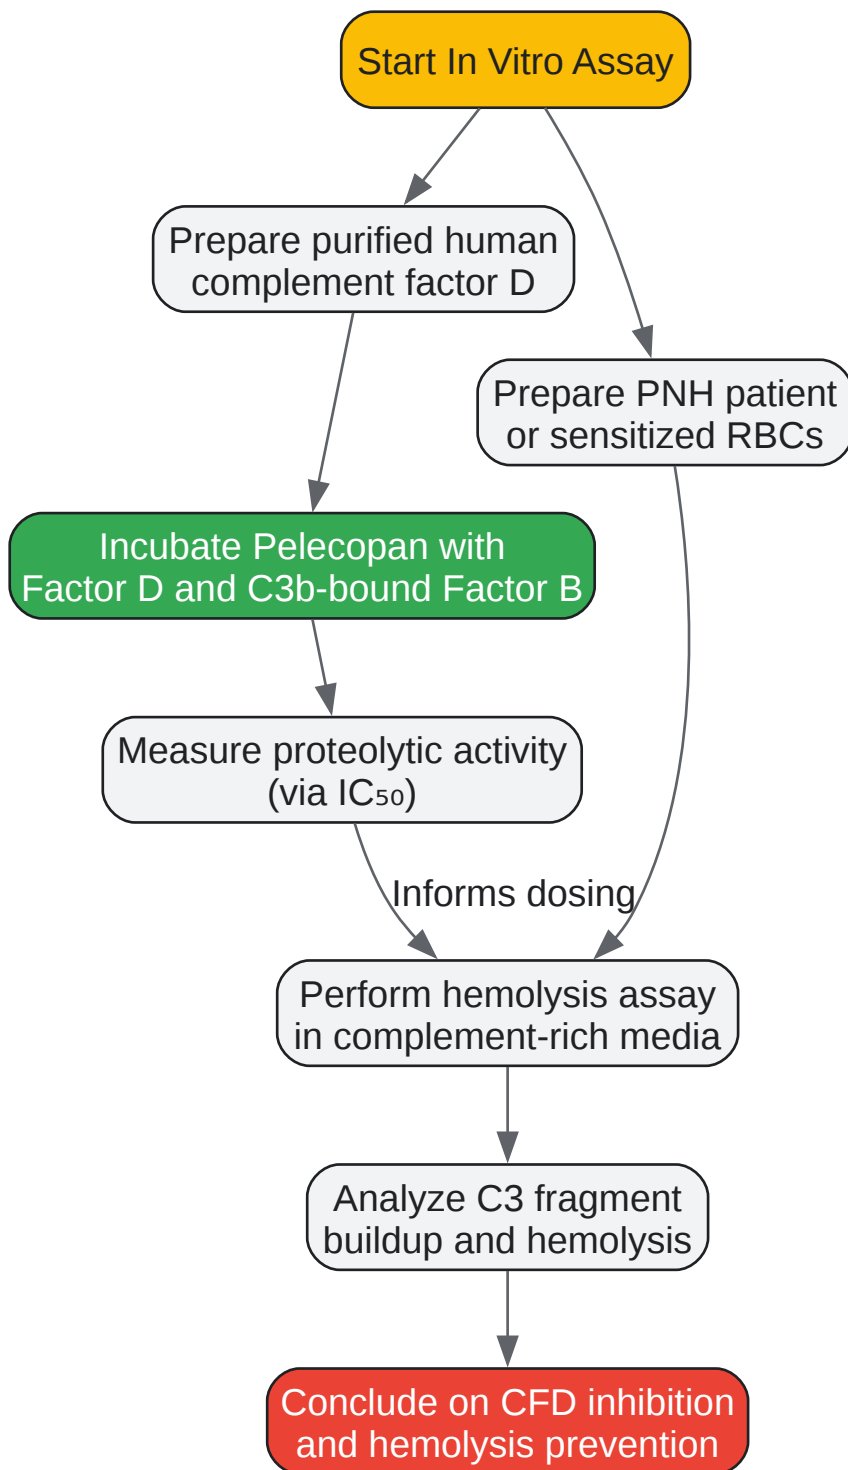 Start In Vitro Assay
Prepare purified human
complement factor D
Prepare PNH patient
or sensitized RBCs
Incubate Pelecopan with
Factor D and C3b-bound Factor B
Measure proteolytic activity
(via IC₅₀)
Informs dosing
Perform hemolysis assay
in complement-rich media
Analyze C3 fragment
buildup and hemolysis
Conclude on CFD inhibition
and hemolysis prevention